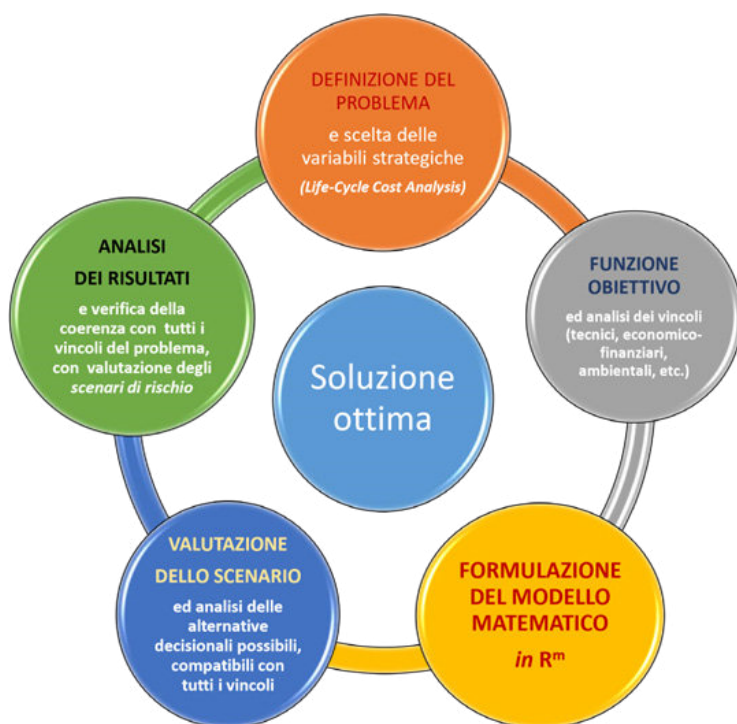 DEFINIZIONE DEL
PROBLEMA
e scelta delle
variabili strategiche
(Life-Cycle Cost Analysis)
FUNZIONE
OBIETTIVO
ed analisi dei vincoli
(tecnici, economico-
finanziari,
ambientali, etc.)
FORMULAZIONE
DEL MODELLO
MATEMATICO
in Rᵐ
VALUTAZIONE
DELLO SCENARIO
ed analisi delle
alternative
decisionali possibili,
compatibili con
tutti i vincoli
ANALISI
DEI RISULTATI
e verifica della
coerenza con tutti i
vincoli del problema,
con valutazione degli
scenari di rischio
Soluzione
ottima